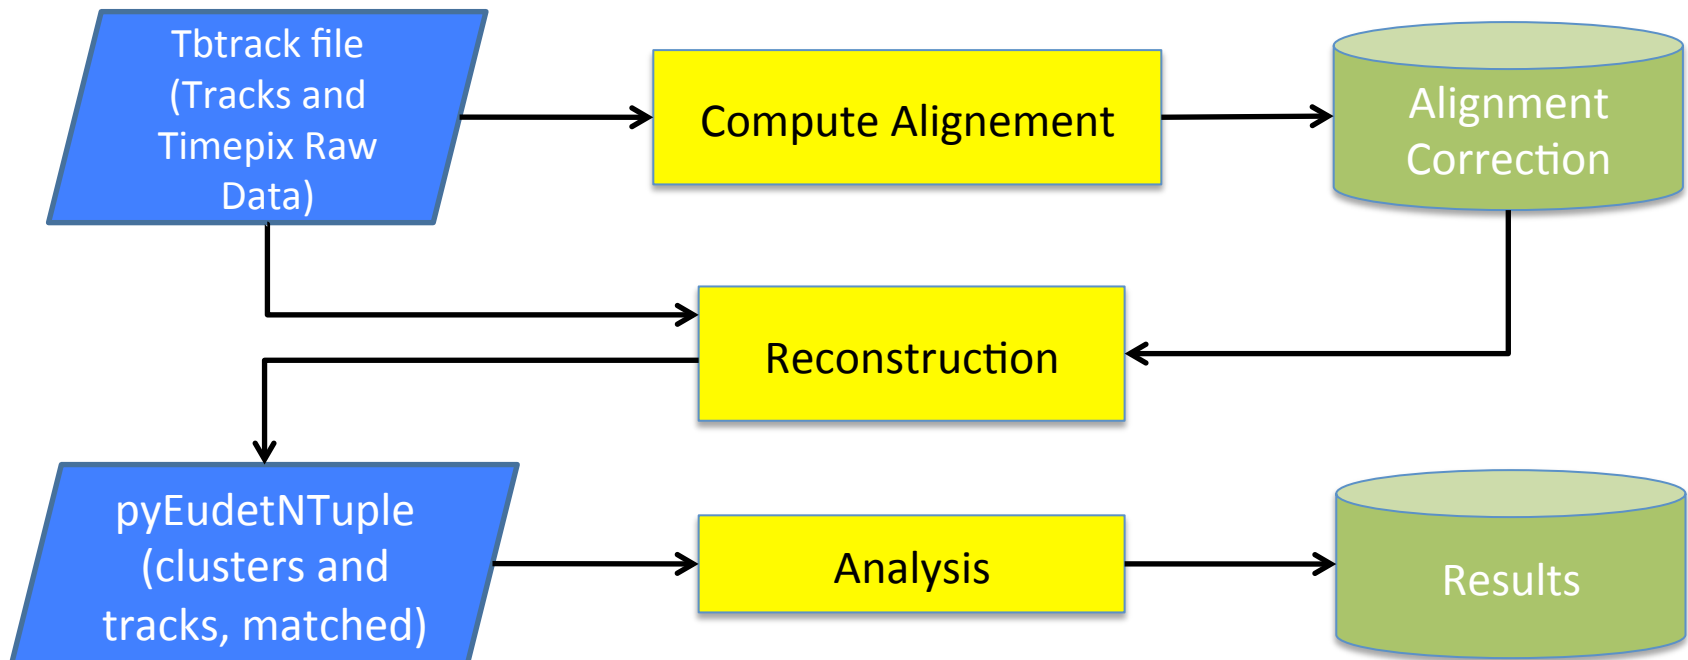 Tbtrack file
(Tracks and
Timepix Raw
Data)
Compute Alignement
Alignment
Correction
Reconstruction
pyEudetNTuple
(clusters and
tracks, matched)
Analysis
Results